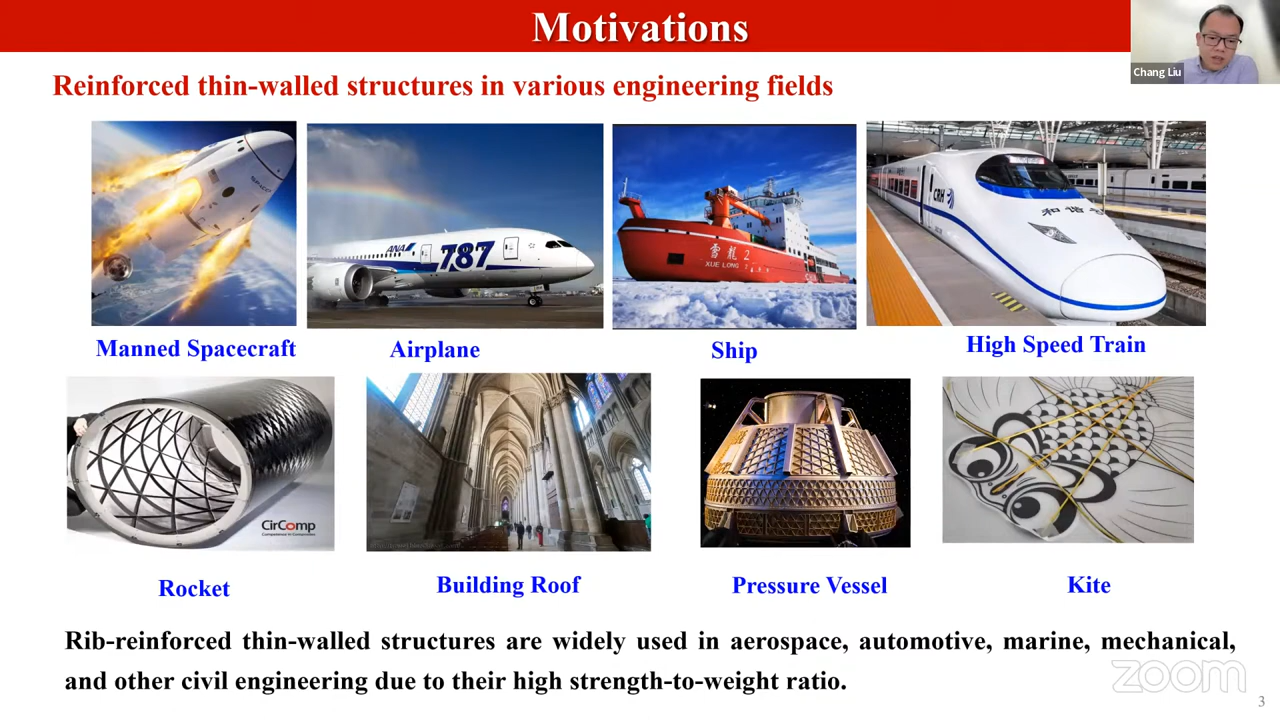 Motivations
Chang Liu
Reinforced thin-walled structures in various engineering fields
ANA
787
雪龍 2
XUE LONG 2
CRH
和谐
Manned Spacecraft
Airplane
Ship
High Speed Train
CirComp
Rocket
Building Roof
Pressure Vessel
Kite
Rib-reinforced thin-walled structures are widely used in aerospace, automotive, marine, mechanical,
and other civil engineering due to their high strength-to-weight ratio.
zoom
3